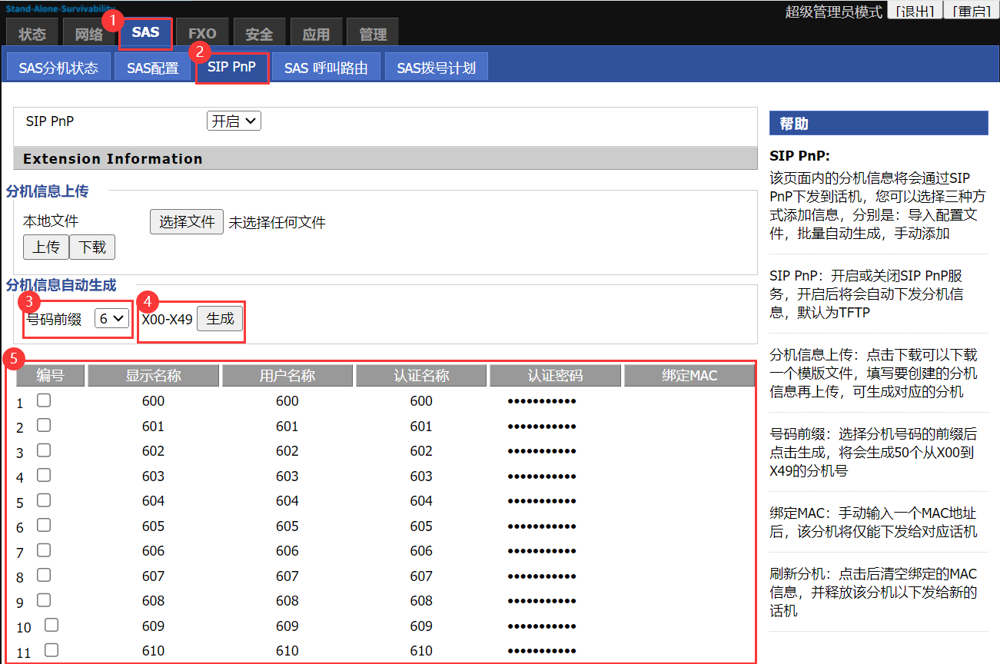 Stand-Alone-Survivability
超级管理员模式 [退出] [重启]
1
状态 网络 SAS FXO 安全 应用 管理
2
SAS分机状态 SAS配置 SIP PnP SAS 呼叫路由 SAS拨号计划
SIP PnP 开启
Extension Information
分机信息上传
本地文件 选择文件 未选择任何文件
上传 下载
分机信息自动生成
3 4
号码前缀 6 X00-X49 生成
5
编号 显示名称 用户名称 认证名称 认证密码 绑定MAC
1 600 600 600 •••••••••••
2 601 601 601 •••••••••••
3 602 602 602 •••••••••••
4 603 603 603 •••••••••••
5 604 604 604 •••••••••••
6 605 605 605 •••••••••••
7 606 606 606 •••••••••••
8 607 607 607 •••••••••••
9 608 608 608 •••••••••••
10 609 609 609 •••••••••••
11 610 610 610 •••••••••••
帮助
SIP PnP:
该页面内的分机信息将会通过SIP
PnP下发到话机，您可以选择三种方
式添加信息，分别是：导入配置文
件，批量自动生成，手动添加
SIP PnP：开启或关闭SIP PnP服
务，开启后将会自动下发分机信
息，默认为TFTP
分机信息上传：点击下载可以下载
一个模版文件，填写要创建的分机
信息再上传，可生成对应的分机
号码前缀：选择分机号码的前缀后
点击生成，将会生成50个从X00到
X49的分机号
绑定MAC：手动输入一个MAC地址
后，该分机将仅能下发给对应话机
刷新分机：点击后清空绑定的MAC
信息，并释放该分机以下发给新的
话机